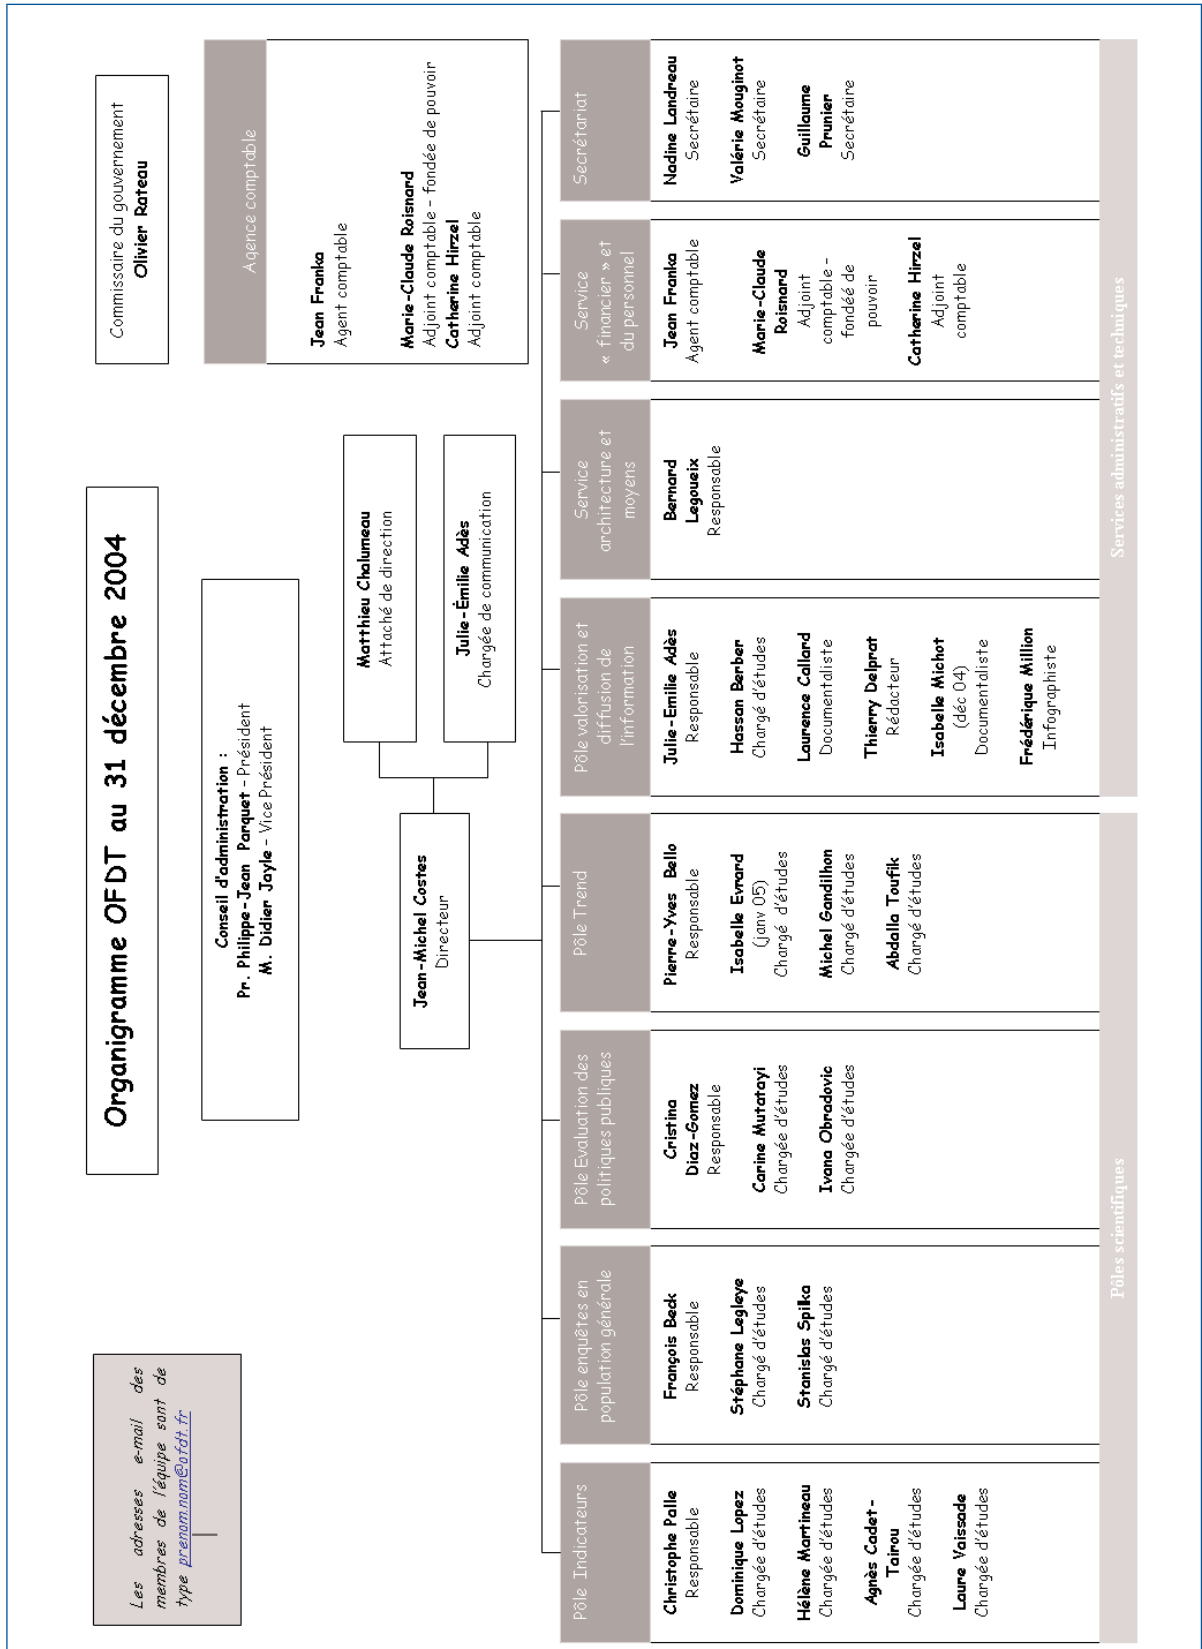 Les adresses e-mail des
membres de l'équipe sont de
type prenom.nom@ofdt.fr
Organigramme OFDT au 31 décembre 2004
Commissaire du gouvernement
Olivier Rateau
Conseil d'administration :
Pr. Philippe-Jean Parquet - Président
M. Didier Jayle - Vice Président
Agence comptable
Jean Franka
Agent comptable
Marie-Claude Roisnard
Adjoint comptable - fondée de pouvoir
Catherine Hirzel
Adjoint comptable
Matthieu Chalumeau
Attaché de direction
Jean-Michel Costes
Directeur
Julie-Émilie Adès
Chargée de communication
Pôle Indicateurs
Christophe Palle
Responsable
Dominique Lopez
Chargée d'études
Hélène Martineau
Chargée d'études
Agnès Cadet-
Taïrou
Chargée d'études
Laure Vaissade
Chargée d'études
Pôle enquêtes en
population générale
François Beck
Responsable
Stéphane Legleye
Chargé d'études
Stanislas Spilka
Chargé d'études
Pôle Evaluation des
politiques publiques
Cristina
Diaz-Gomez
Responsable
Carine Mutatayi
Chargée d'études
Ivana Obradovic
Chargée d'études
Pôle Trend
Pierre-Yves Bello
Responsable
Isabelle Evrard
(janv 05)
Chargé d'études
Michel Gandilhon
Chargé d'études
Abdalla Toufik
Chargé d'études
Pôle valorisation et
diffusion de
l'information
Julie-Emilie Adès
Responsable
Hassan Berber
Chargé d'études
Laurence Callard
Documentaliste
Thierry Delprat
Rédacteur
Isabelle Michot
(déc 04)
Documentaliste
Frédérique Million
Infographiste
Service
architecture et
moyens
Bernard
Legoueix
Responsable
Service
« financier » et
du personnel
Jean Franka
Agent comptable
Marie-Claude
Roisnard
Adjoint
comptable -
fondéé de
pouvoir
Catherine Hirzel
Adjoint
comptable
Secrétariat
Nadine Landreau
Secrétaire
Valérie Mouginot
Secrétaire
Guillaume
Prunier
Secrétaire
Pôles scientifiques
Services administratifs et techniques